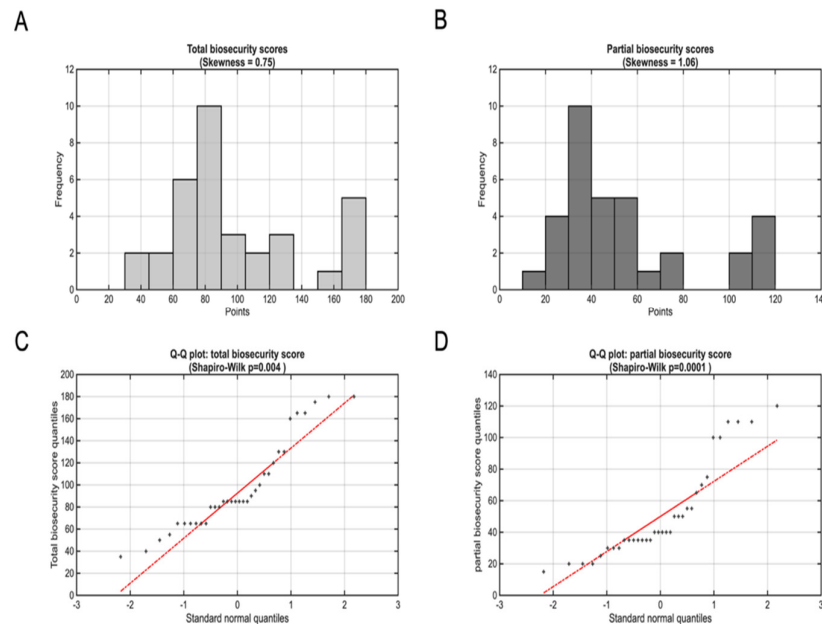 A
B
Total biosecurity scores
(Skewness = 0.75)
Partial biosecurity scores
(Skewness = 1.06)
Frequency
12
10
8
6
4
2
0
0 20 40 60 80 100 120 140 160 180 200
Points
Frequency
12
10
8
6
4
2
0
0 20 40 60 80 100 120 140
Points
C
D
Q-Q plot: total biosecurity score
(Shapiro-Wilk p=0.004 )
Q-Q plot: partial biosecurity score
(Shapiro-Wilk p=0.0001 )
Total biosecurity score quantiles
200
180
160
140
120
100
80
60
40
20
0
-3 -2 -1 0 1 2 3
Standard normal quantiles
partial biosecurity score quantiles
140
120
100
80
60
40
20
0
-3 -2 -1 0 1 2 3
Standard normal quantiles